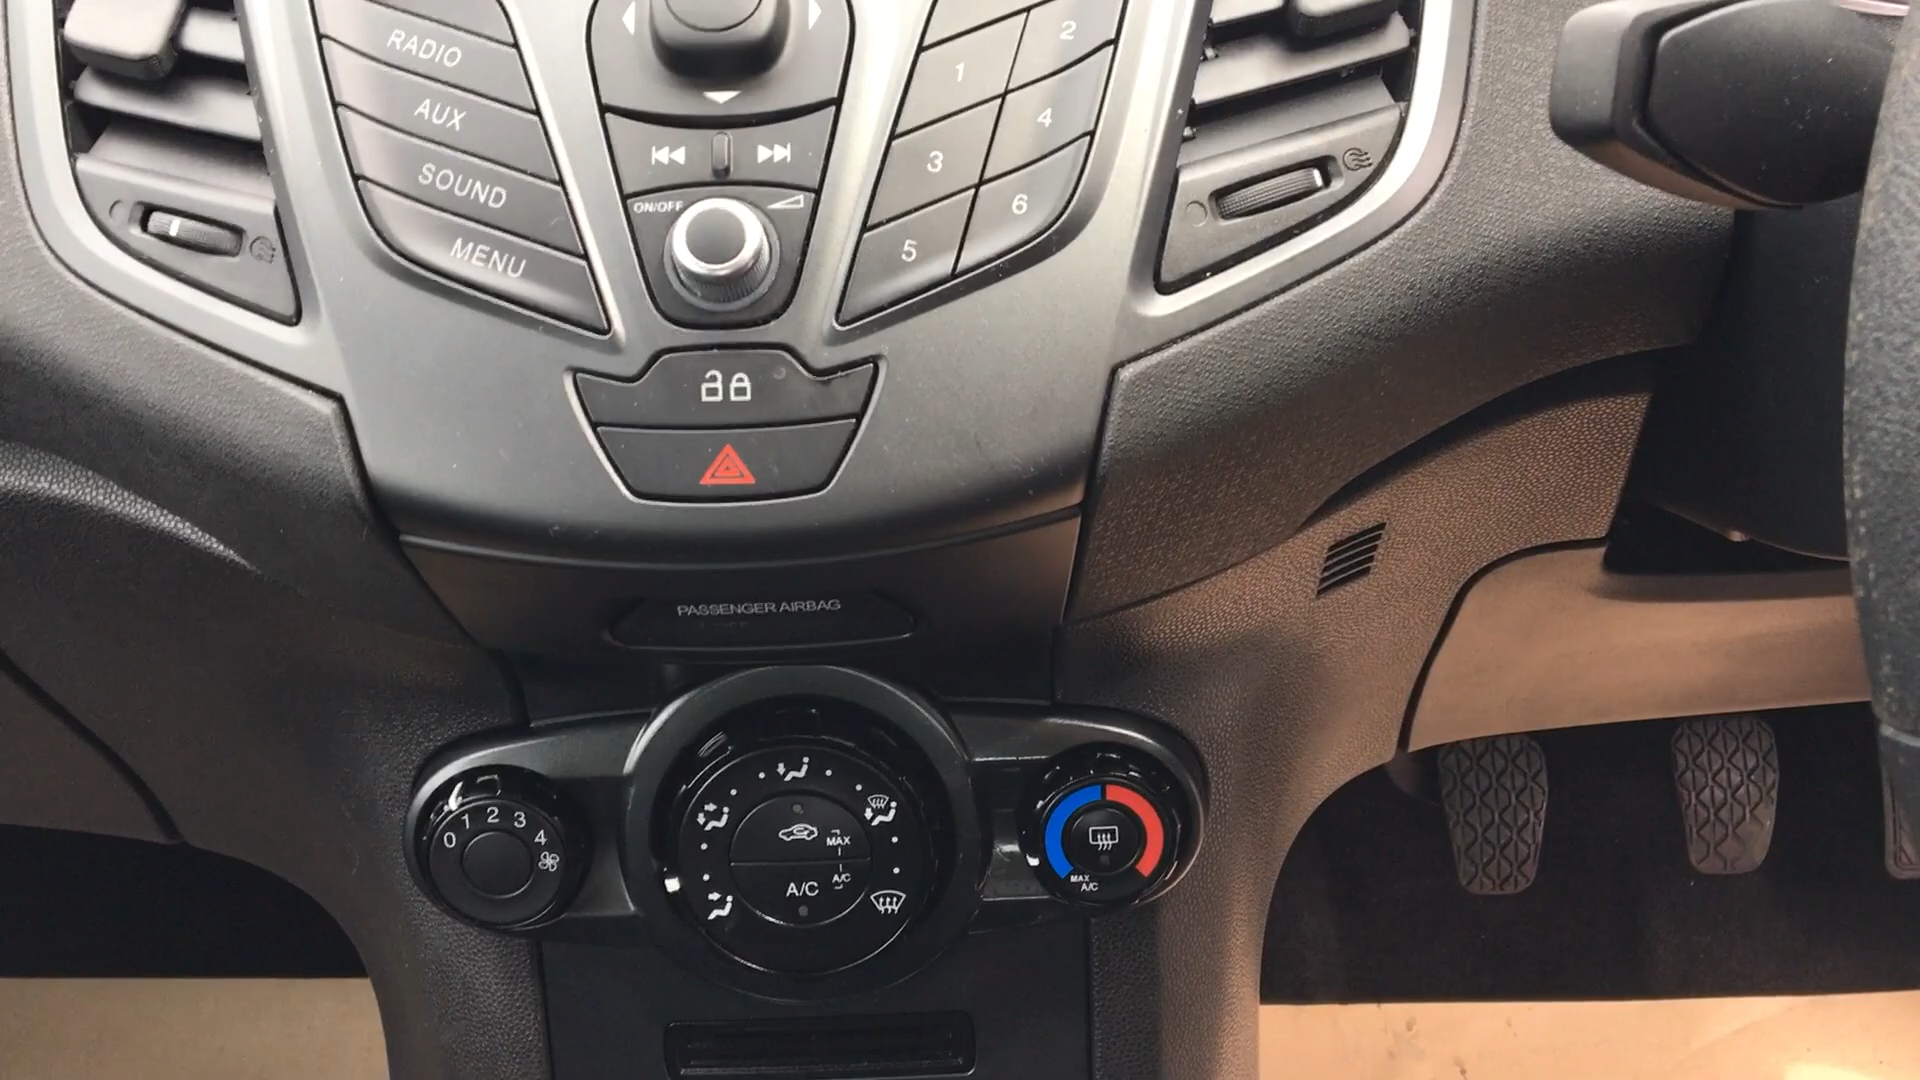 RADIO
AUX
SOUND
MENU
ON/OFF
1
2
3
4
5
6
PASSENGER AIRBAG
0 1 2 3 4
MAX
A/C
A/C
MAX
A/C